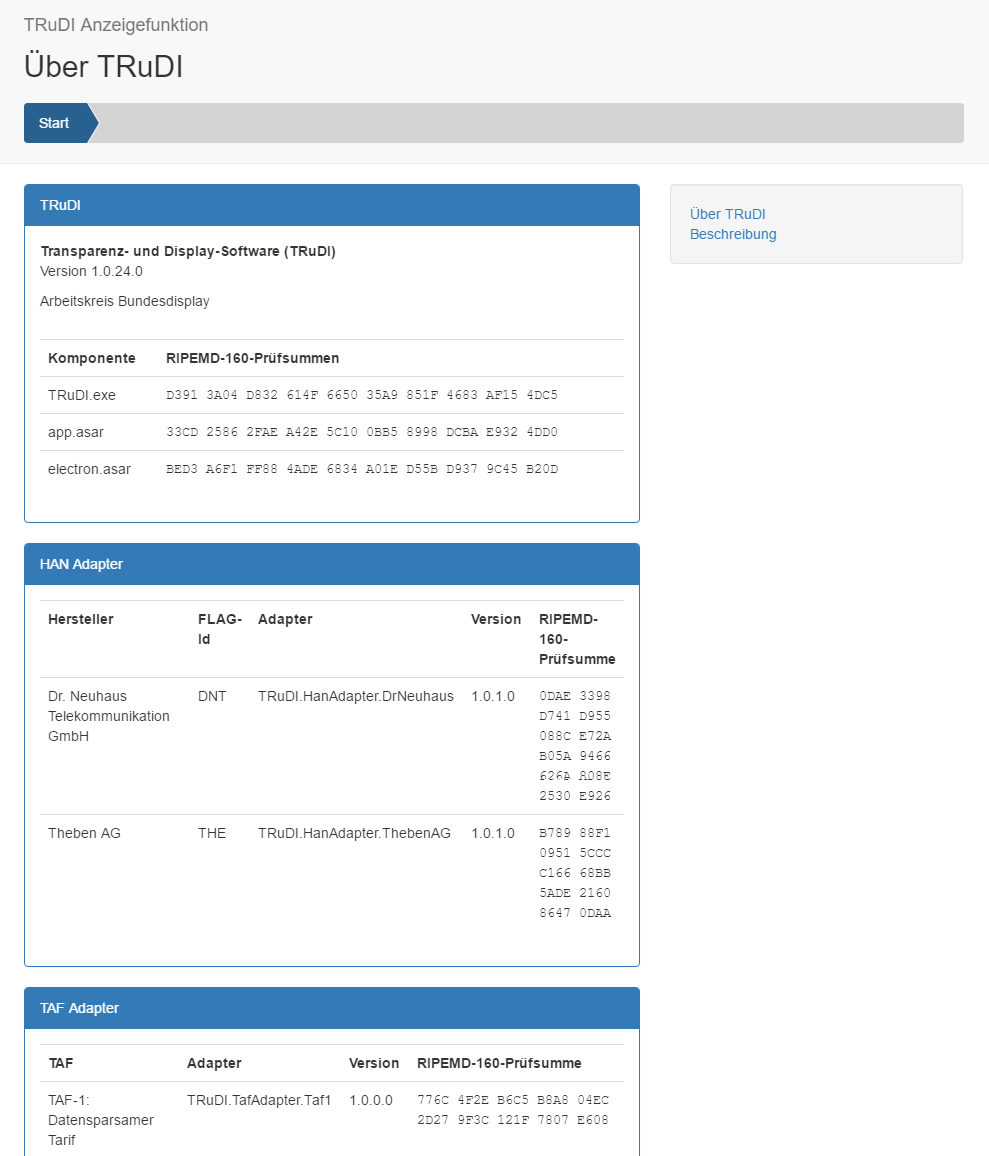 TRuDI Anzeigefunktion
Über TRuDI
Start
TRuDI
Transparenz- und Display-Software (TRuDI)
Version 1.0.24.0
Arbeitskreis Bundesdisplay
Komponente RIPEMD-160-Prüfsummen
TRuDI.exe D391 3A04 D832 614F 6650 35A9 851F 4683 AF15 4DC5
app.asar 33CD 2586 2FAE A42E 5C10 0BB5 8998 DCBA E932 4DD0
electron.asar BED3 A6F1 FF88 4ADE 6834 A01E D55B D937 9C45 B20D
Über TRuDI
Beschreibung
HAN Adapter
Hersteller FLAG- Adapter Version RIPEMD-
Id 160-
Prüfsumme
Dr. Neuhaus DNT TRuDI.HanAdapter.DrNeuhaus 1.0.1.0 0DAE 3398
Telekommunikation D741 D955
GmbH 088C E72A
B05A 9466
626A A08E
2530 E926
Theben AG THE TRuDI.HanAdapter.ThebenAG 1.0.1.0 B789 88F1
0951 5CCC
C166 68BB
5ADE 2160
8647 0DAA
TAF Adapter
TAF Adapter Version RIPEMD-160-Prüfsumme
TAF-1: TRuDI.TafAdapter.Taf1 1.0.0.0 776C 4F2E B6C5 B8A8 04EC
Datensparsamer 2D27 9F3C 121F 7807 E608
Tarif